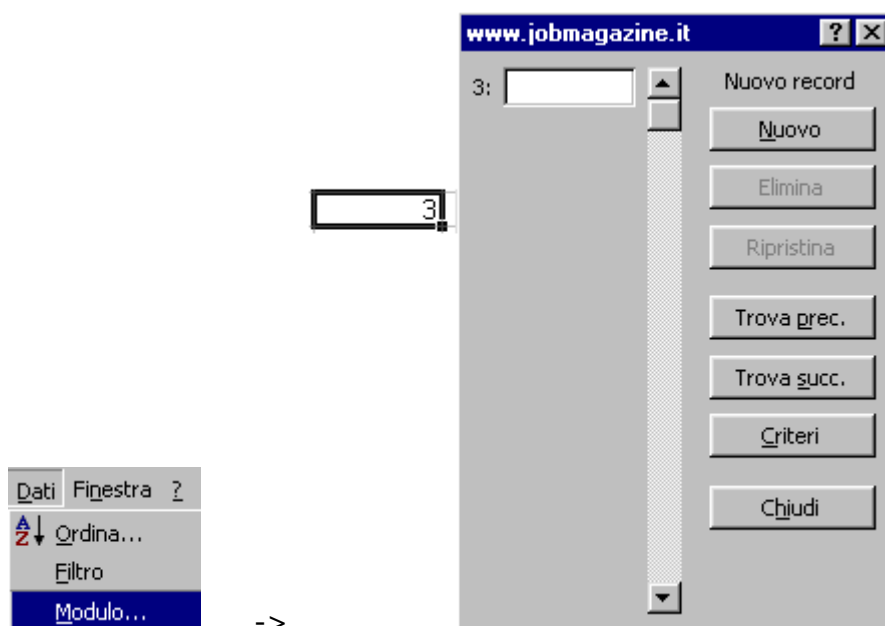 www.jobmagazine.it ? ×
3: Nuovo record
Nuovo
3
Elimina
Ripristina
Trova prec.
Trova succ.
Criteri
Chiudi
Dati Finestra ?
AZ Ordina...
Filtro
Modulo...
->